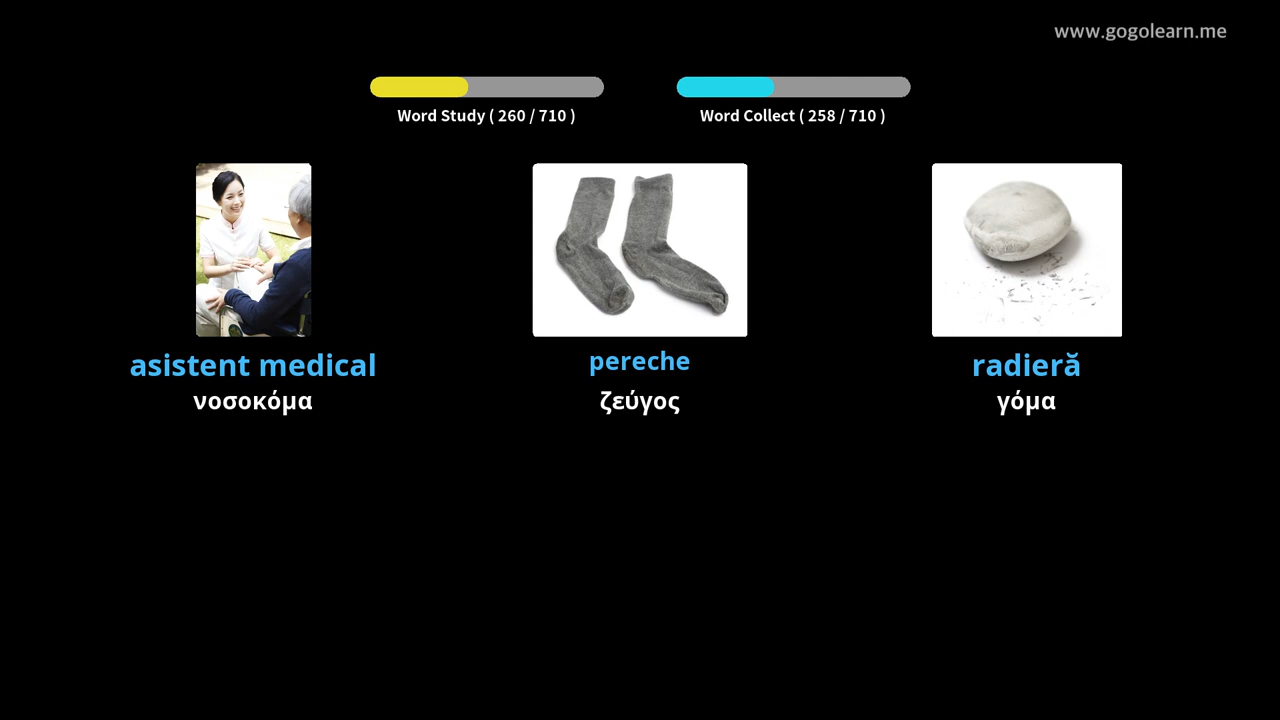 www.gogolearn.me
Word Study ( 260 / 710 )
Word Collect ( 258 / 710 )
asistent medical
νοσοκόμα
pereche
ζεύγος
radieră
γόμα